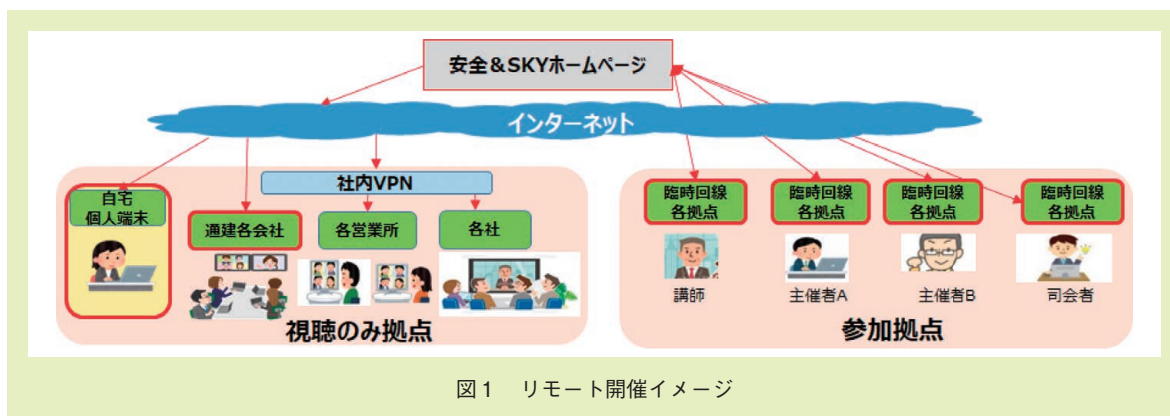 安全&SKYホームページ
インターネット
社内VPN
自宅
個人端末
通建各会社
各営業所
各社
視聴のみ拠点
臨時回線
各拠点
臨時回線
各拠点
臨時回線
各拠点
臨時回線
各拠点
講師
主催者A
主催者B
司会者
参加拠点
図1 リモート開催イメージ